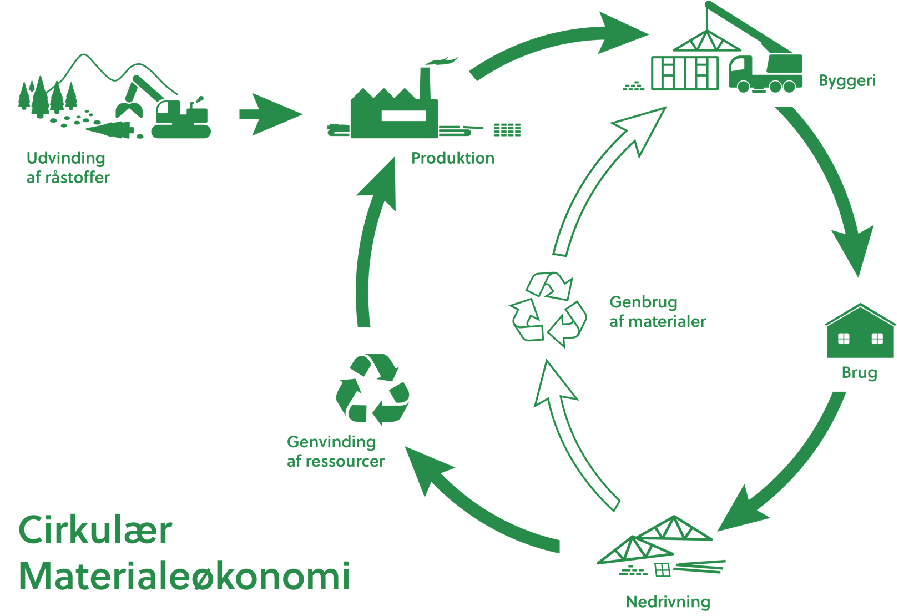 Byggeri
Udvinding
af råstoffer
Produktion
Genbrug
af materialer
Brug
Genvinding
af ressourcer
Cirkulær
Materialeøkonomi
Nedrivning